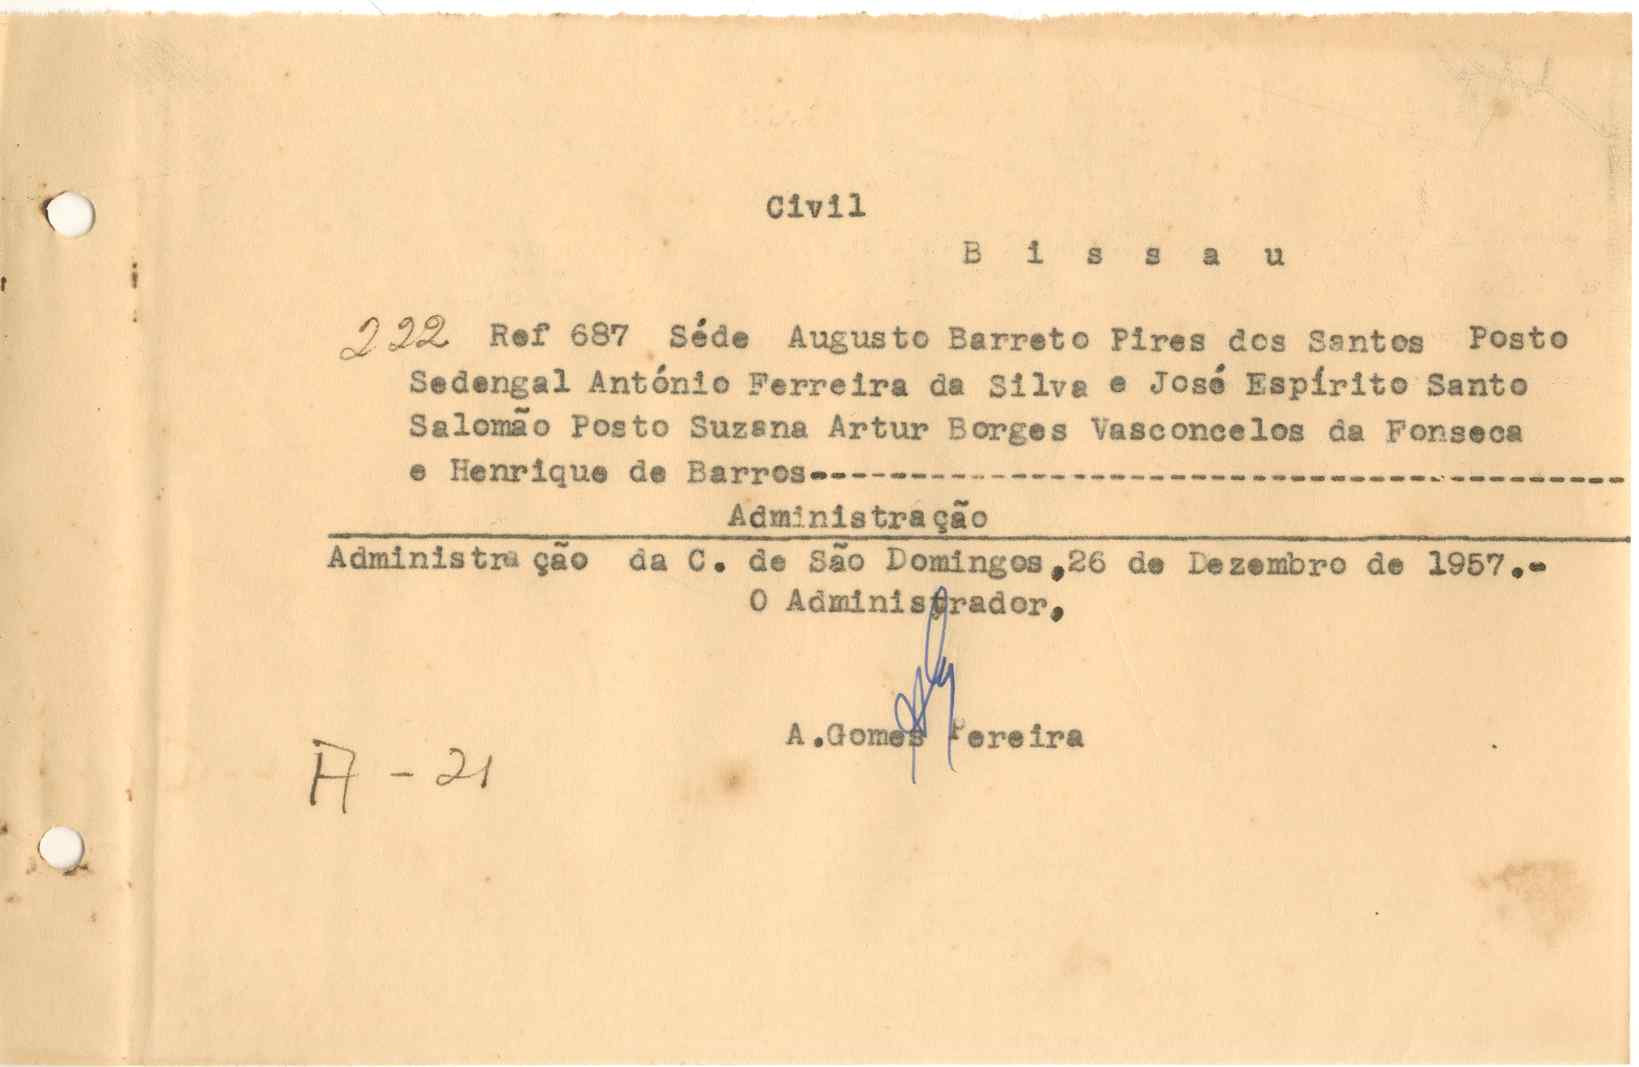 Civil
B i s s a u
222 Ref 687 Séde Augusto Barreto Pires dos Santos Posto
Sedengal António Ferreira da Silva e José Espírito Santo
Salomão Posto Suzana Artur Borges Vasconcelos da Fonseca
e Henrique de Barros----------------------------------------
Administração
Administração da C. de São Domingos,26 de Dezembro de 1957.-
O Administrador,
A.Gomes Pereira
A - 21